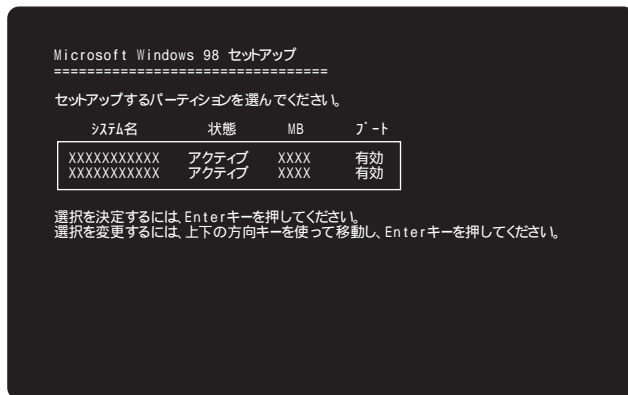 Microsoft Windows 98 セットアップ
=================================
セットアップするパーティションを選んでください。
ｼｽﾃﾑ名 状態 MB ﾌﾞｰﾄ
XXXXXXXXXXX アクティブ XXXX 有効
XXXXXXXXXXX アクティブ XXXX 有効
選択を決定するには、Enterキーを押してください。
選択を変更するには、上下の方向キーを使って移動し、Enterキーを押してください。